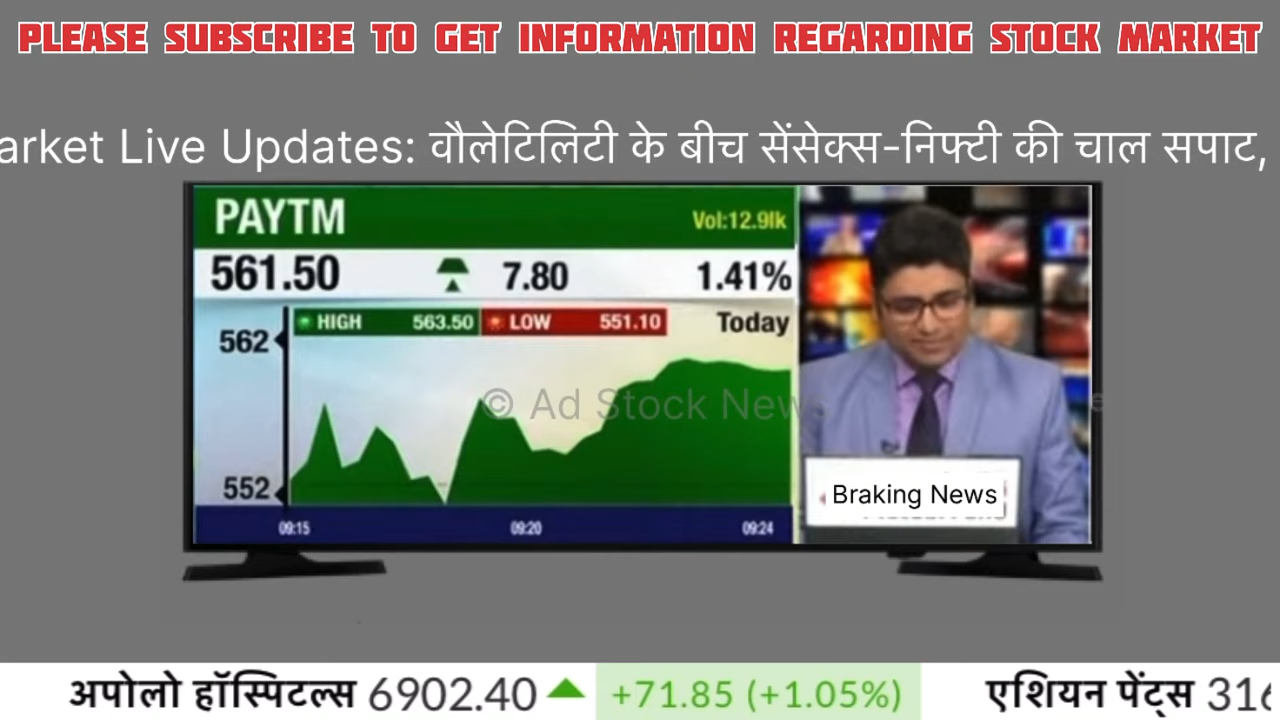 PLEASE SUBSCRIBE TO GET INFORMATION REGARDING STOCK MARKET
arket Live Updates: वौलेटिलिटी के बीच सेंसेक्स-निफ्टी की चाल सपाट,
PAYTM Vol:12.9lk
561.50 7.80 1.41%
HIGH 563.50 LOW 551.10 Today
562
© Ad Stock News
552
Braking News
09:15 09:20 09:24
अपोलो हॉस्पिटल्स 6902.40 +71.85 (+1.05%) एशियन पेंट्स 316